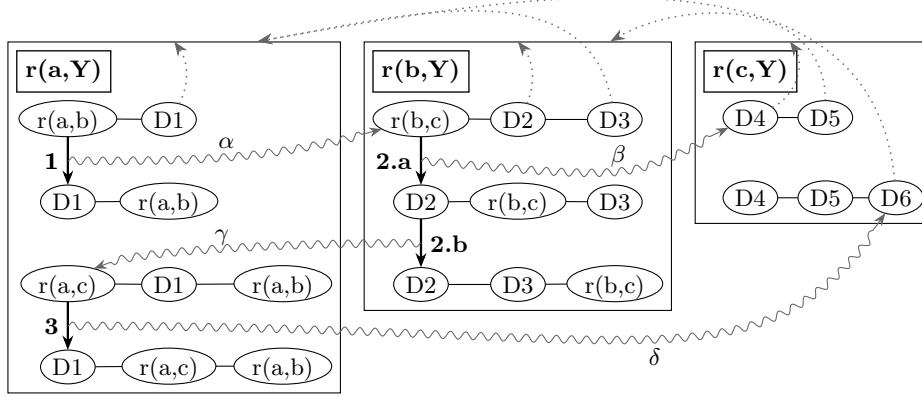 r(a,Y) r(b,Y) r(c,Y)
r(a,b) D1 r(b,c) D2 D3 D4 D5
1 α 2.a β
D1 r(a,b) D2 r(b,c) D3 D4 D5 D6
γ 2.b
r(a,c) D1 r(a,b) D2 D3 r(b,c)
3 δ
D1 r(a,c) r(a,b)